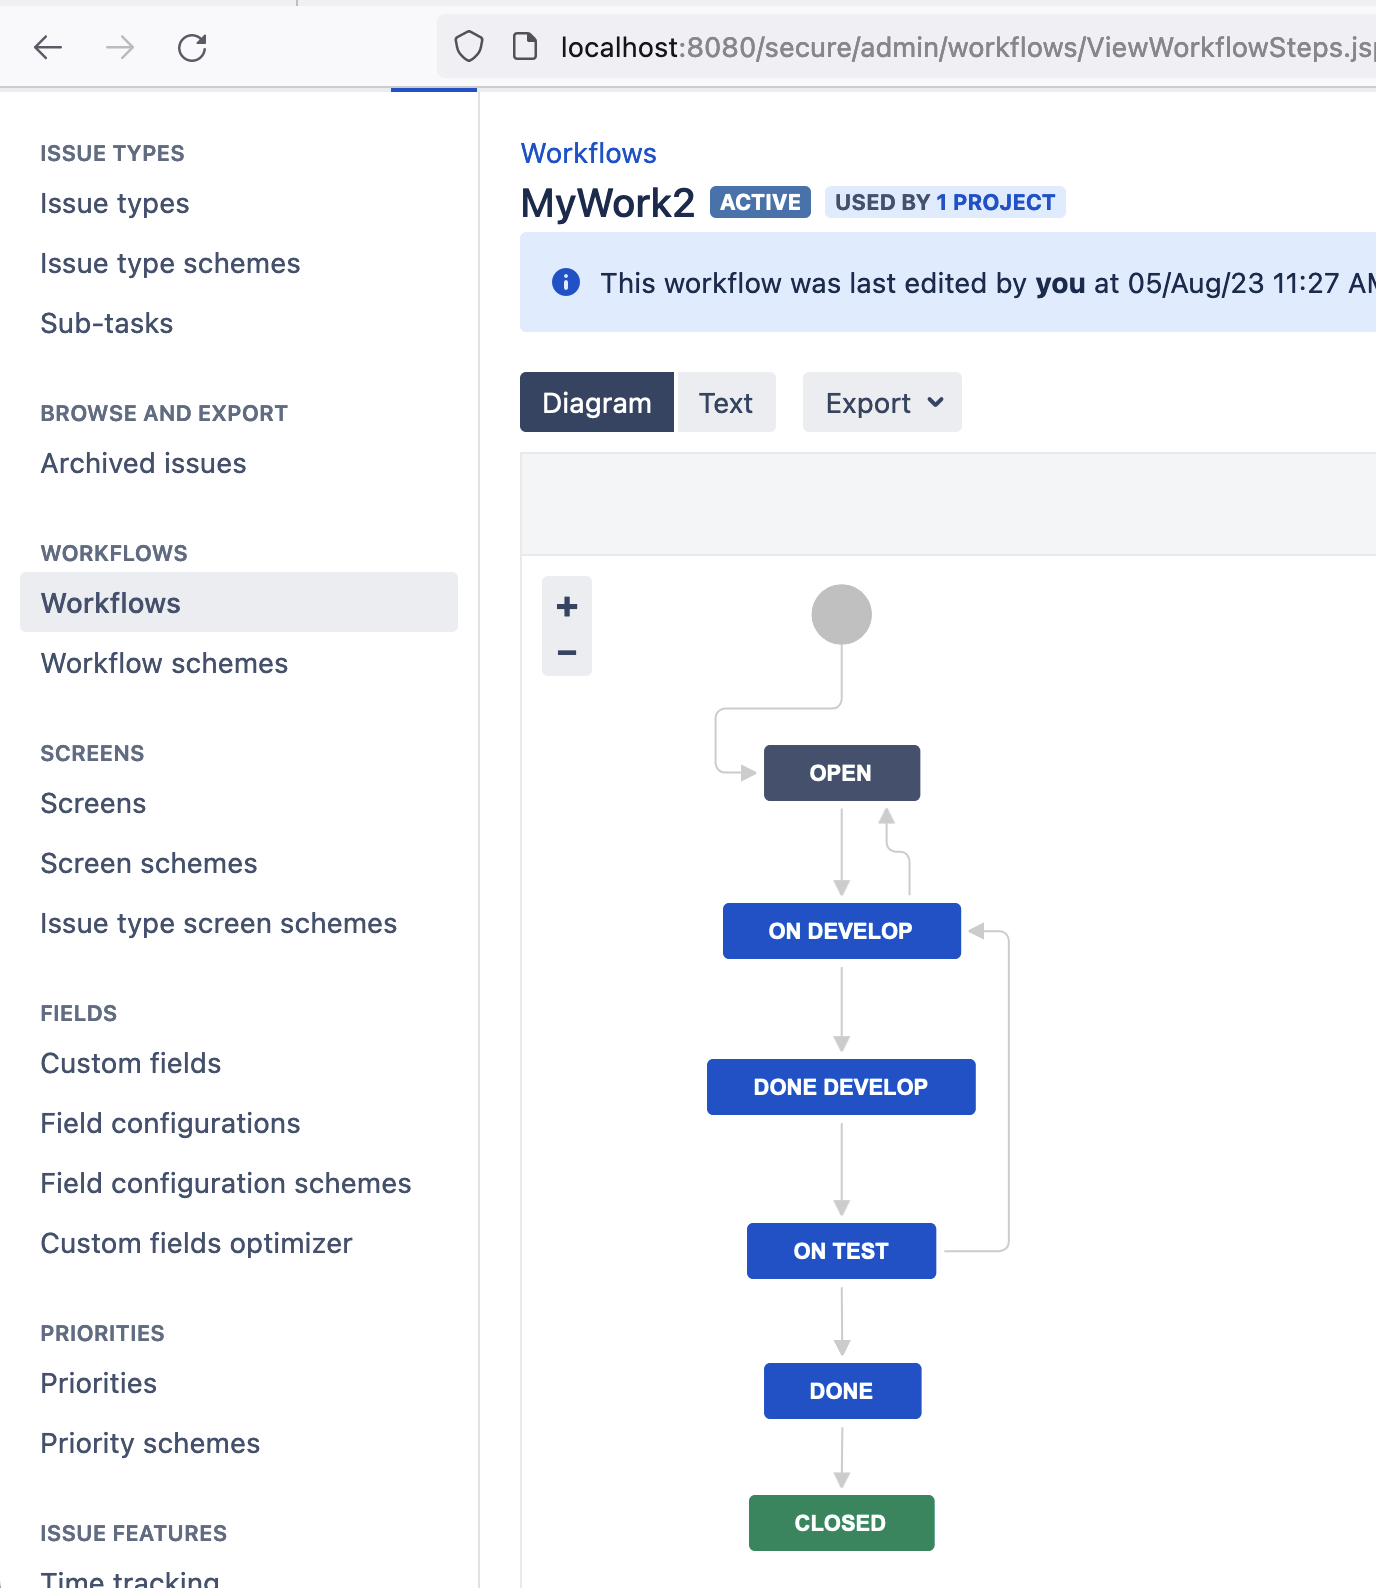 localhost:8080/secure/admin/workflows/ViewWorkflowSteps.jsp
ISSUE TYPES
Issue types
Issue type schemes
Sub-tasks
BROWSE AND EXPORT
Archived issues
WORKFLOWS
Workflows
Workflow schemes
SCREENS
Screens
Screen schemes
Issue type screen schemes
FIELDS
Custom fields
Field configurations
Field configuration schemes
Custom fields optimizer
PRIORITIES
Priorities
Priority schemes
ISSUE FEATURES
Time tracking
Workflows
MyWork2 ACTIVE USED BY 1 PROJECT
This workflow was last edited by you at 05/Aug/23 11:27 AM
Diagram Text Export
+
−
OPEN
ON DEVELOP
DONE DEVELOP
ON TEST
DONE
CLOSED